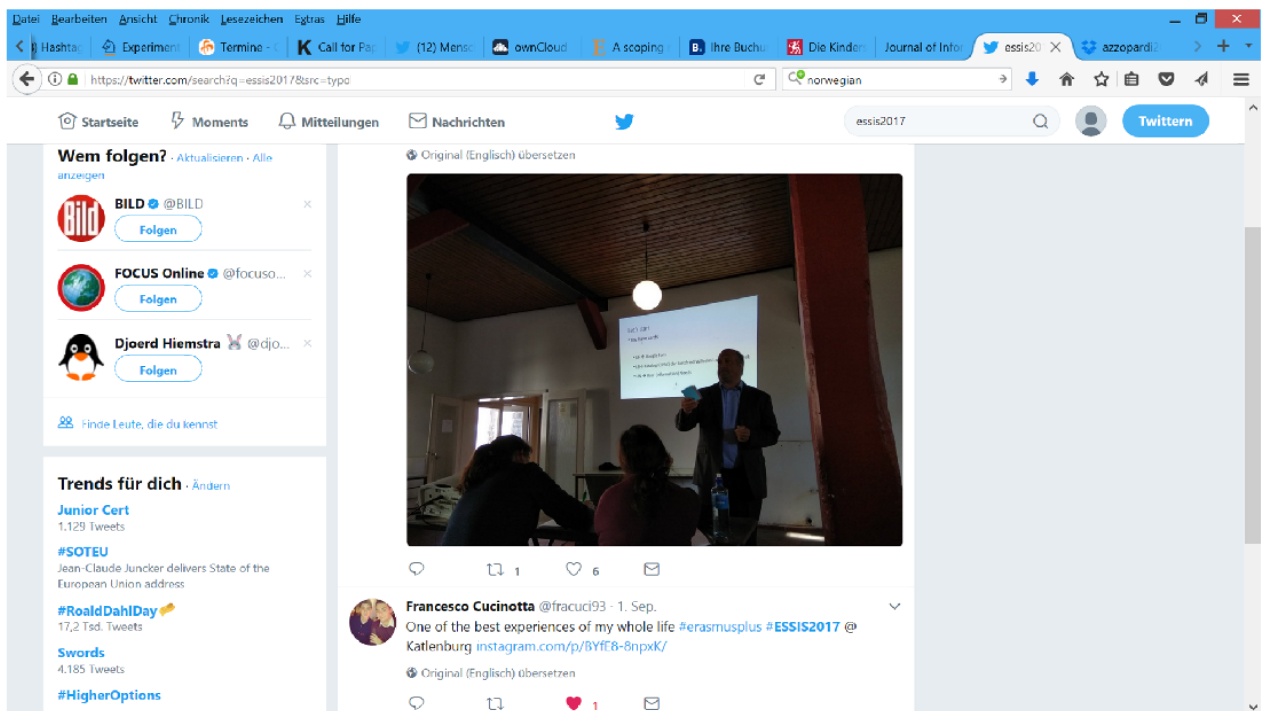 Datei Bearbeiten Ansicht Chronik Lesezeichen Extras Hilfe
Hashtag Experiment Termine - K Call for Pap (12) Mensc ownCloud A scoping B. Ihre Buchu Die Kinder Journal of Infor essis20 azzopardi2
https://twitter.com/search?q=essis2017&src=typd
norwegian
Startseite Moments Mitteilungen Nachrichten
essis2017
Twittern
Wem folgen? · Aktualisieren · Alle
anzeigen
Bild
BILD @BILD
Folgen
FOCUS Online @focuso...
Folgen
Djoerd Hiemstra @djo...
Folgen
Finde Leute, die du kennst
Trends für dich · Ändern
Junior Cert
1.129 Tweets
#SOTEU
Jean-Claude Juncker delivers State of the
European Union address
#RoaldDahlDay
17,2 Tsd. Tweets
Swords
4.185 Tweets
#HigherOptions
Original (Englisch) übersetzen
1 6
Francesco Cucinotta @fracuci93 · 1. Sep.
One of the best experiences of my whole life #erasmusplus #ESSIS2017 @
Katlenburg instagram.com/p/BYfE8-8npxK/
Original (Englisch) übersetzen
1